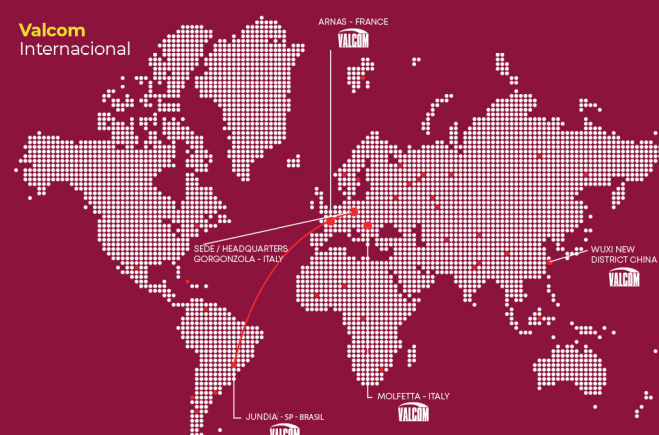 Valcom
Internacional
ARNAS - FRANCE
VALCOM
SEDE / HEADQUARTERS
GORGONZOLA - ITALY
WUXI NEW
DISTRICT CHINA
VALCOM
MOLFETTA - ITALY
VALCOM
JUNDIAÍ - SP - BRASIL
VALCOM